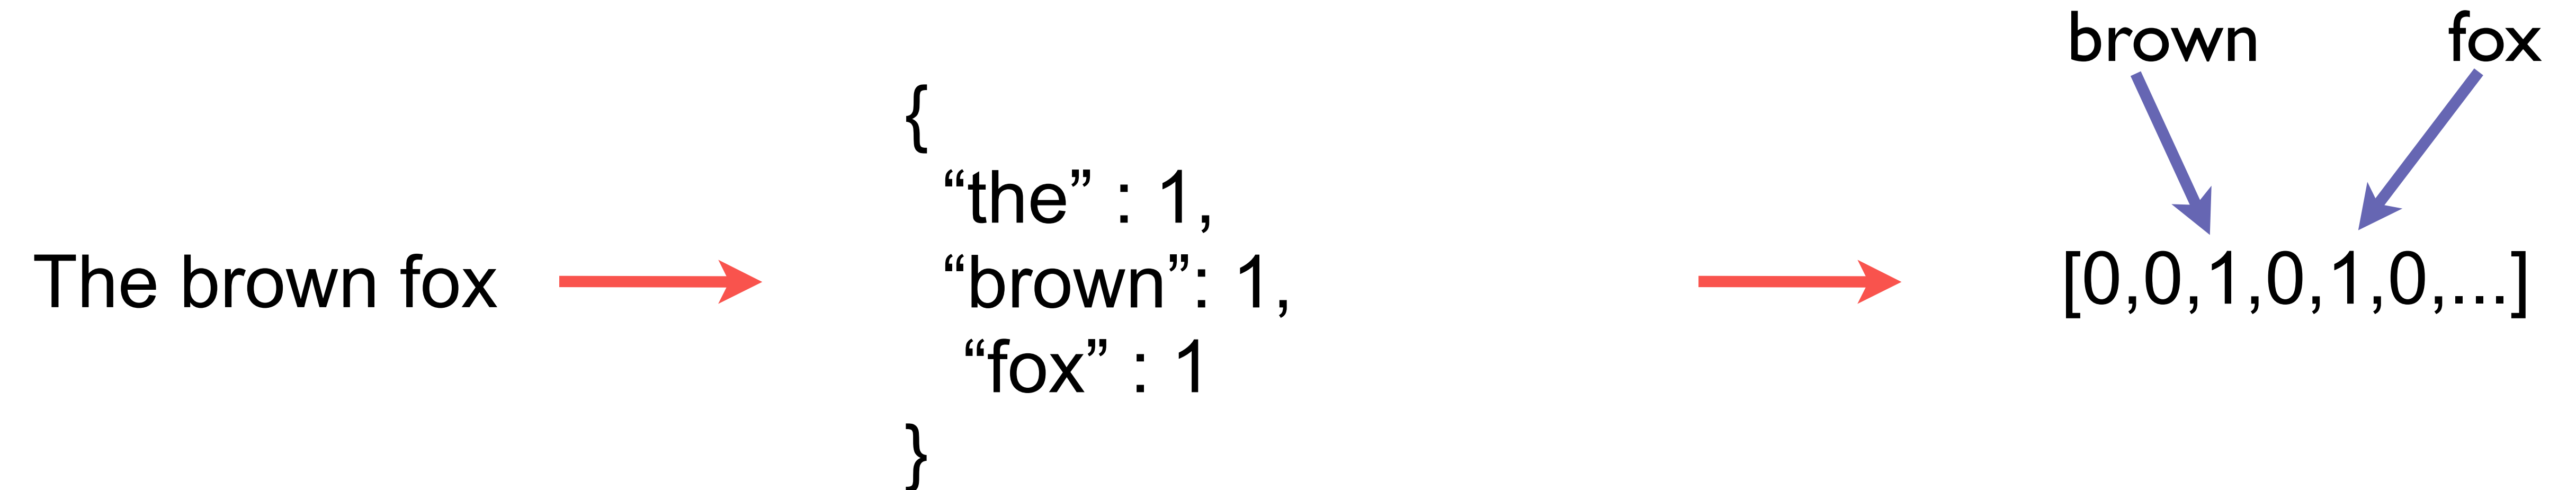 The brown fox
{
“the” : 1,
“brown”: 1,
“fox” : 1
}
brown fox
[0,0,1,0,1,0,...]